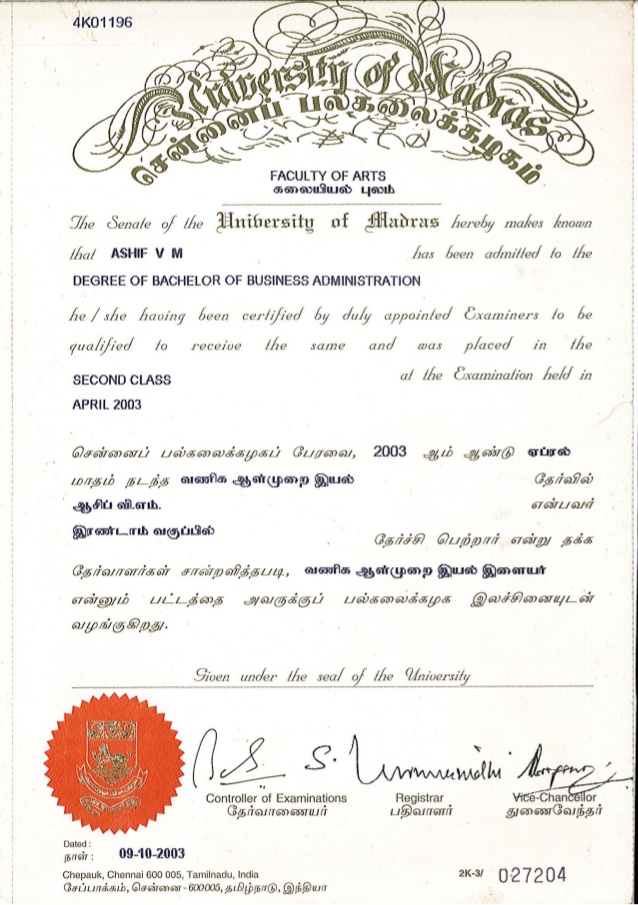 4K01196
University of Madras
சென்னைப் பல்கலைக்கழகம்
FACULTY OF ARTS
கலையியல் புலம்
The Senate of the University of Madras hereby makes known
that ASHIF V M has been admitted to the
DEGREE OF BACHELOR OF BUSINESS ADMINISTRATION
he / she having been certified by duly appointed Examiners to be
qualified to receive the same and was placed in the
SECOND CLASS at the Examination held in
APRIL 2003
சென்னைப் பல்கலைக்கழகப் பேரவை, 2003 ஆம் ஆண்டு ஏப்ரல்
மாதம் நடந்த வணிக ஆள்முறை இயல் தேர்வில்
ஆசிப் வி.எம். என்பவர்
இரண்டாம் வகுப்பில் தேர்ச்சி பெற்றார் என்று தக்க
தேர்வாளர்கள் சான்றளித்தபடி, வணிக ஆள்முறை இயல் இளையர்
என்னும் பட்டத்தை அவருக்குப் பல்கலைக்கழக இலச்சினையுடன்
வழங்குகிறது.
Given under the seal of the University
Controller of Examinations Registrar Vice-Chancellor
தேர்வாணையர் பதிவாளர் துணைவேந்தர்
Dated :
நாள் : 09-10-2003
Chepauk, Chennai 600 005, Tamilnadu, India
சேப்பாக்கம், சென்னை - 600005, தமிழ்நாடு, இந்தியா
2K-3/ 027204